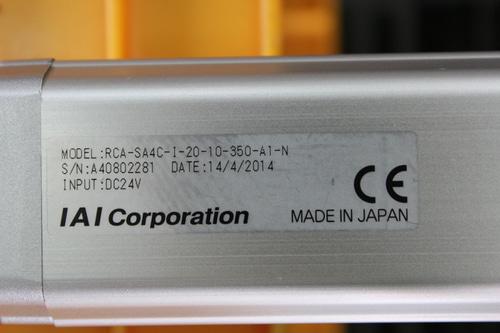 MODEL:RCA-SA4C-I-20-10-350-A1-N
S/N:A40802281 DATE:14/4/2014
INPUT:DC24V
CE
IAI Corporation MADE IN JAPAN